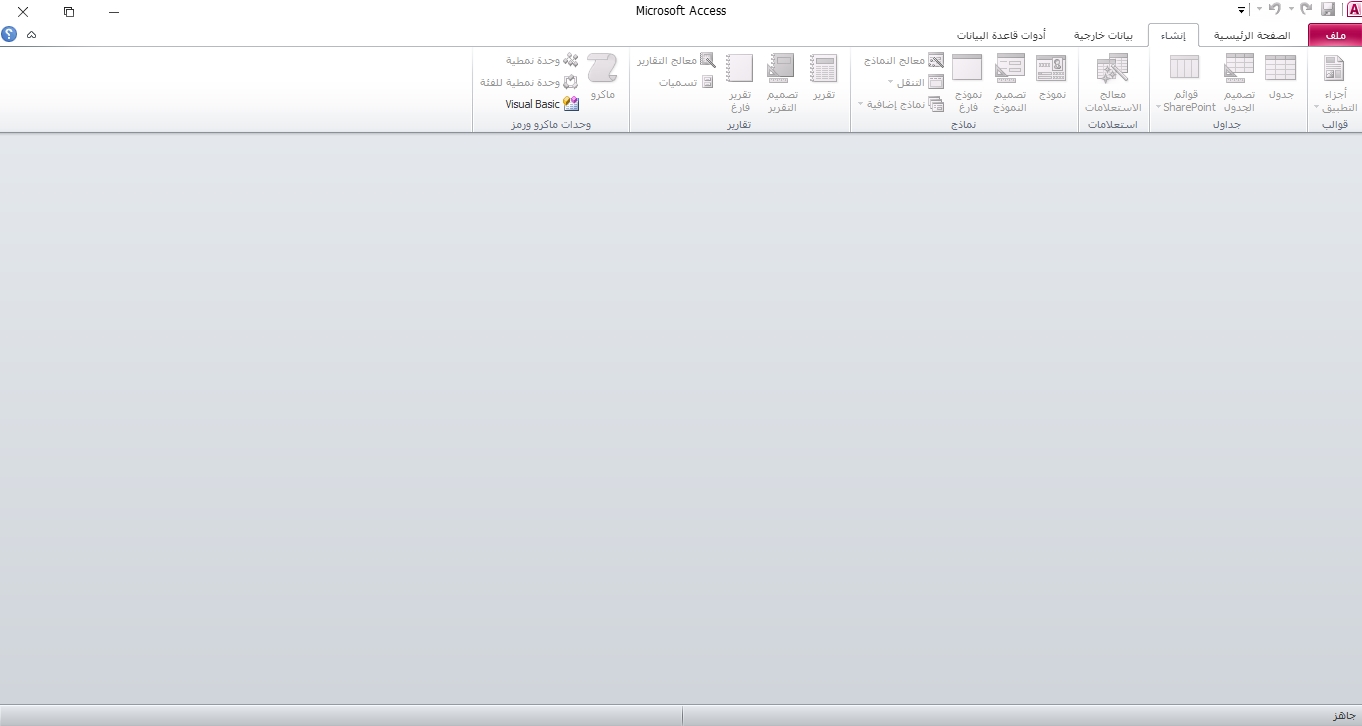 Microsoft Access
ملف
الصفحة الرئيسية
إنشاء
بيانات خارجية
أدوات قاعدة البيانات
أجزاء
التطبيق
قوالب
جدول
تصميم
الجدول
قوائم
SharePoint
جداول
معالج
الاستعلامات
استعلامات
نموذج
تصميم
النموذج
نموذج
فارغ
معالج النماذج
التنقل
نماذج إضافية
نماذج
تقرير
تصميم
التقرير
تقرير
فارغ
معالج التقارير
تسميات
تقارير
ماكرو
وحدة نمطية
وحدة نمطية للفئة
Visual Basic
وحدات ماكرو ورمز
جاهز